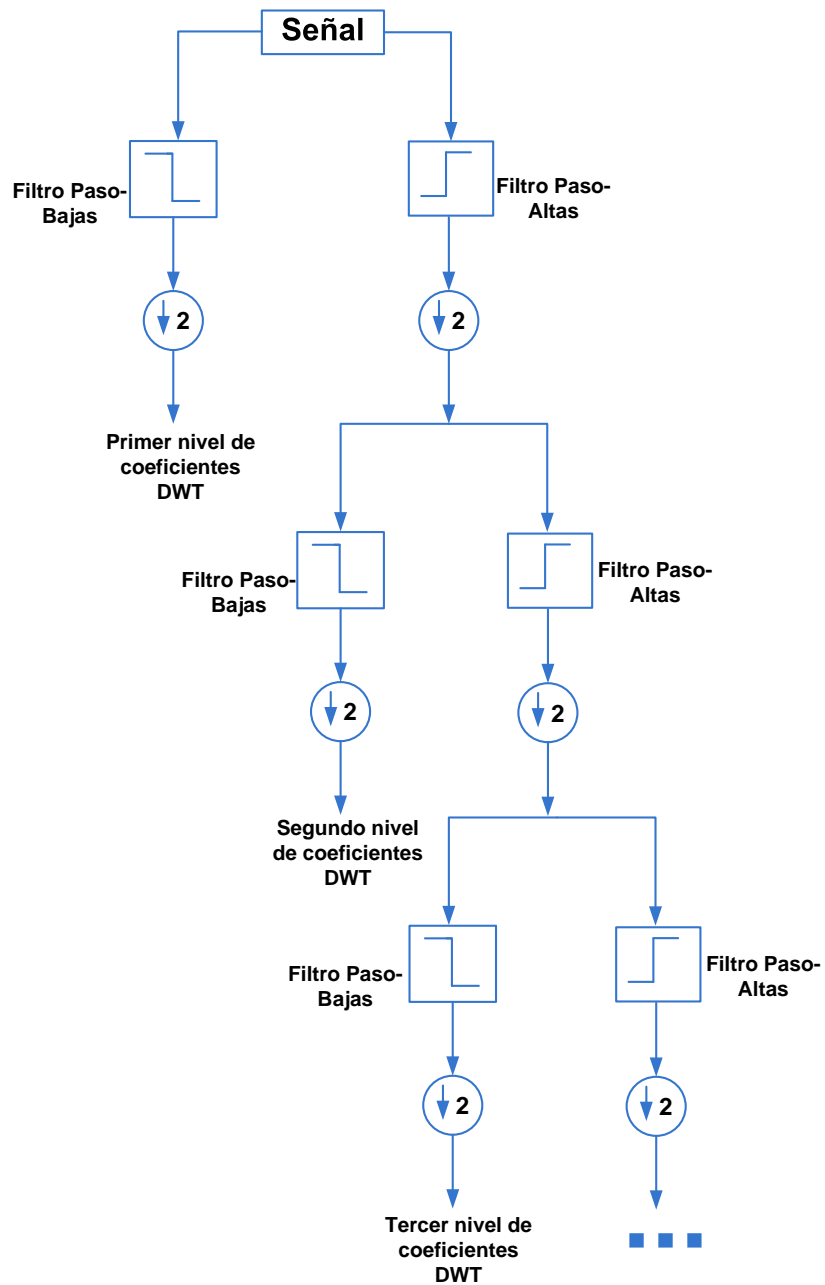 Señal
Filtro Paso-
Bajas
Filtro Paso-
Altas
2
2
Primer nivel de
coeficientes
DWT
Filtro Paso-
Bajas
Filtro Paso-
Altas
2
2
Segundo nivel
de coeficientes
DWT
Filtro Paso-
Bajas
Filtro Paso-
Altas
2
2
Tercer nivel de
coeficientes
DWT